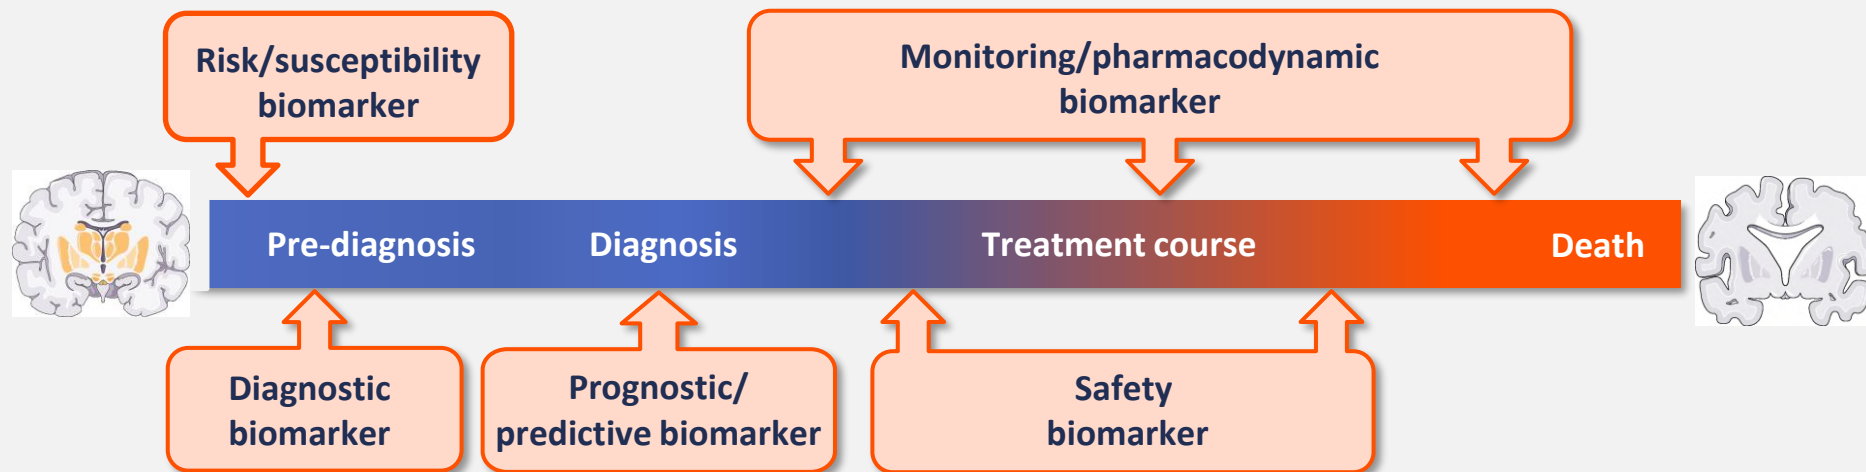 Risk/susceptibility
biomarker
Monitoring/pharmacodynamic
biomarker
Pre-diagnosis
Diagnosis
Treatment course
Death
Diagnostic
biomarker
Prognostic/
predictive biomarker
Safety
biomarker